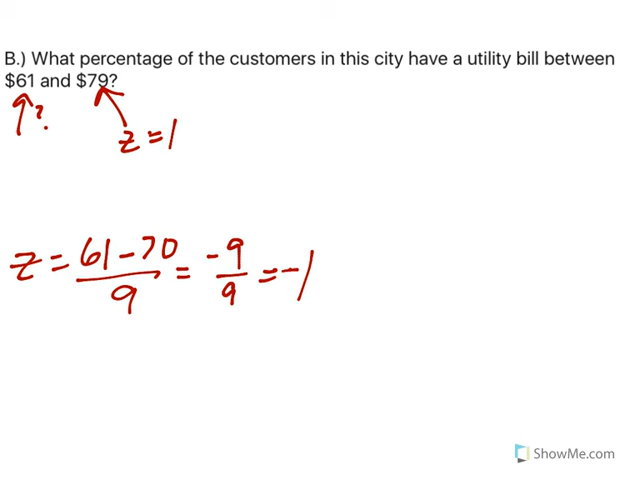 B.) What percentage of the customers in this city have a utility bill between
$61 and $79?
?
z = 1
z = 61 - 70 / 9 = -9 / 9 = -1
ShowMe.com